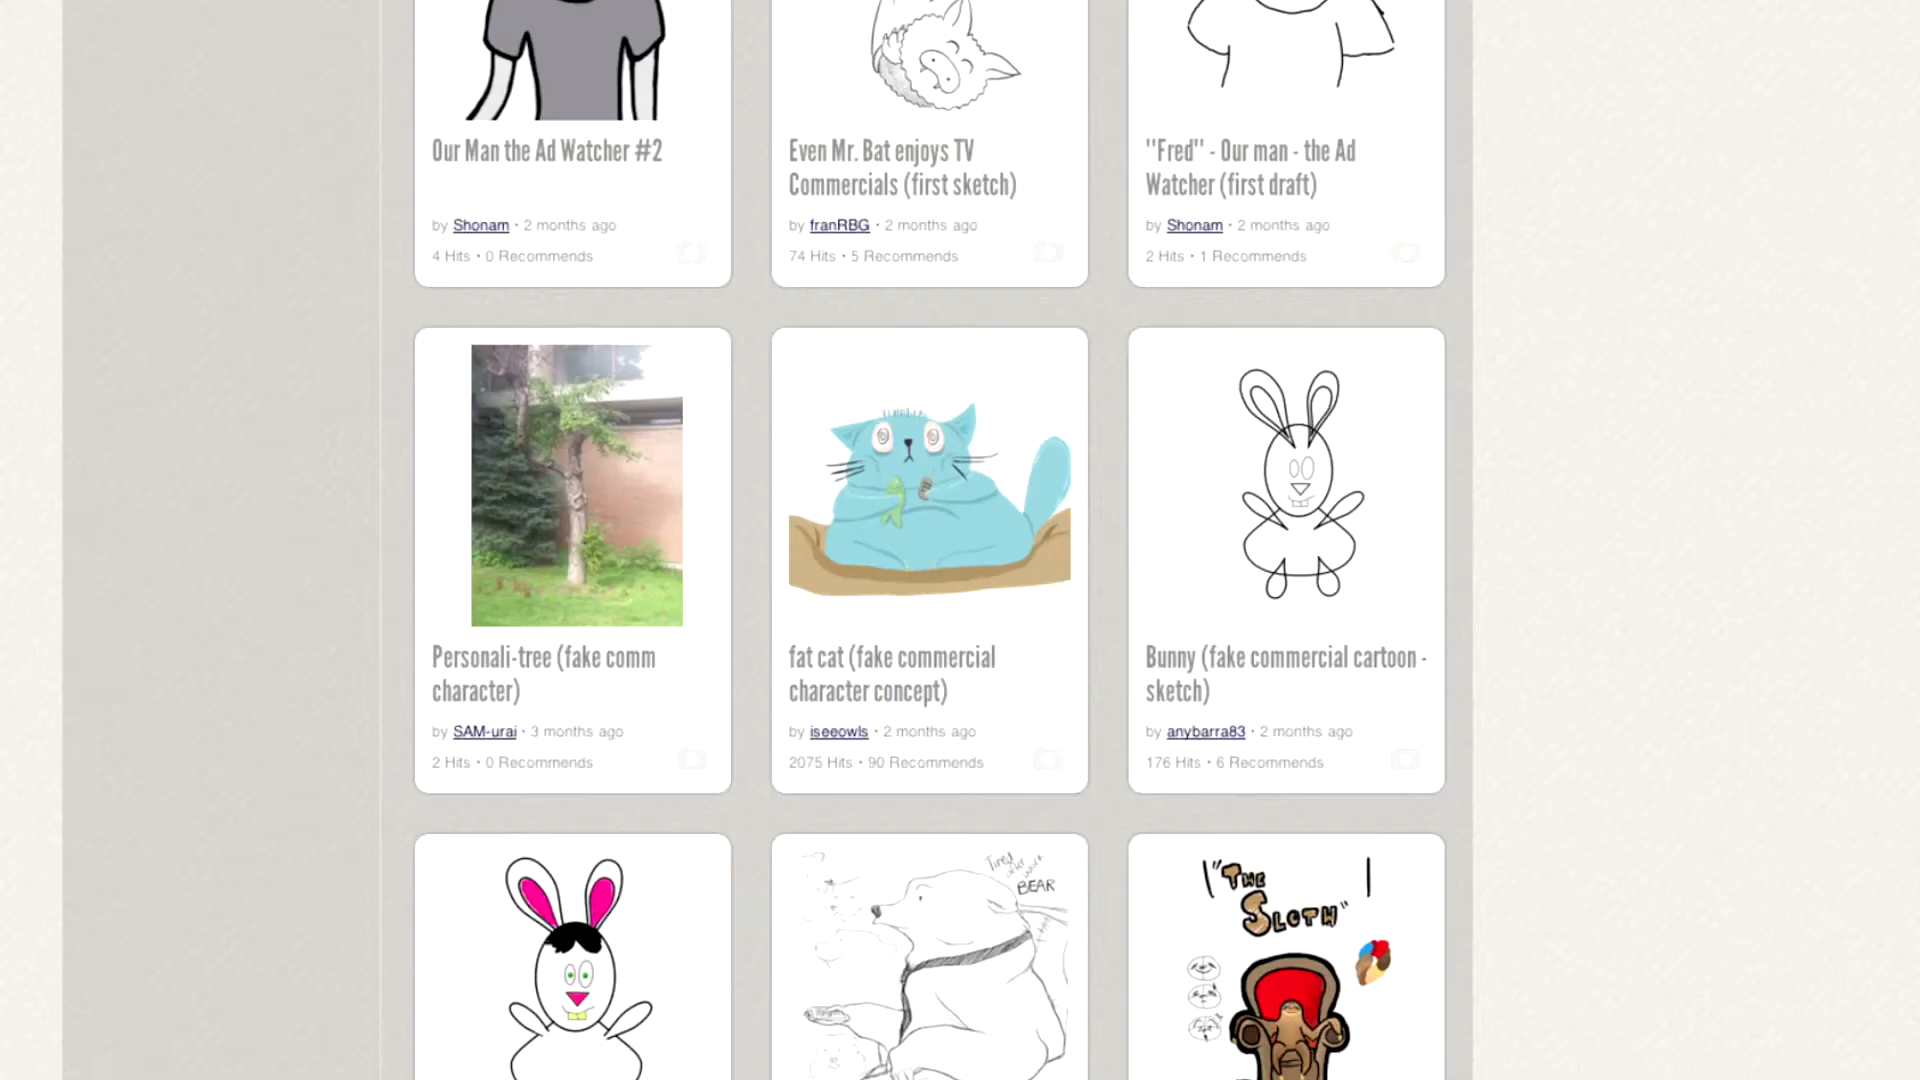 Our Man the Ad Watcher #2
by Shonam • 2 months ago
4 Hits • 0 Recommends
Even Mr. Bat enjoys TV
Commercials (first sketch)
by franRBG • 2 months ago
74 Hits • 5 Recommends
"Fred" - Our man - the Ad
Watcher (first draft)
by Shonam • 2 months ago
2 Hits • 1 Recommends
Personali-tree (fake comm
character)
by SAM-urai • 3 months ago
2 Hits • 0 Recommends
fat cat (fake commercial
character concept)
by iseeowls • 2 months ago
2075 Hits • 90 Recommends
Bunny (fake commercial cartoon -
sketch)
by anybarra83 • 2 months ago
176 Hits • 6 Recommends
Tired
BEAR
"THE
SLOTH"